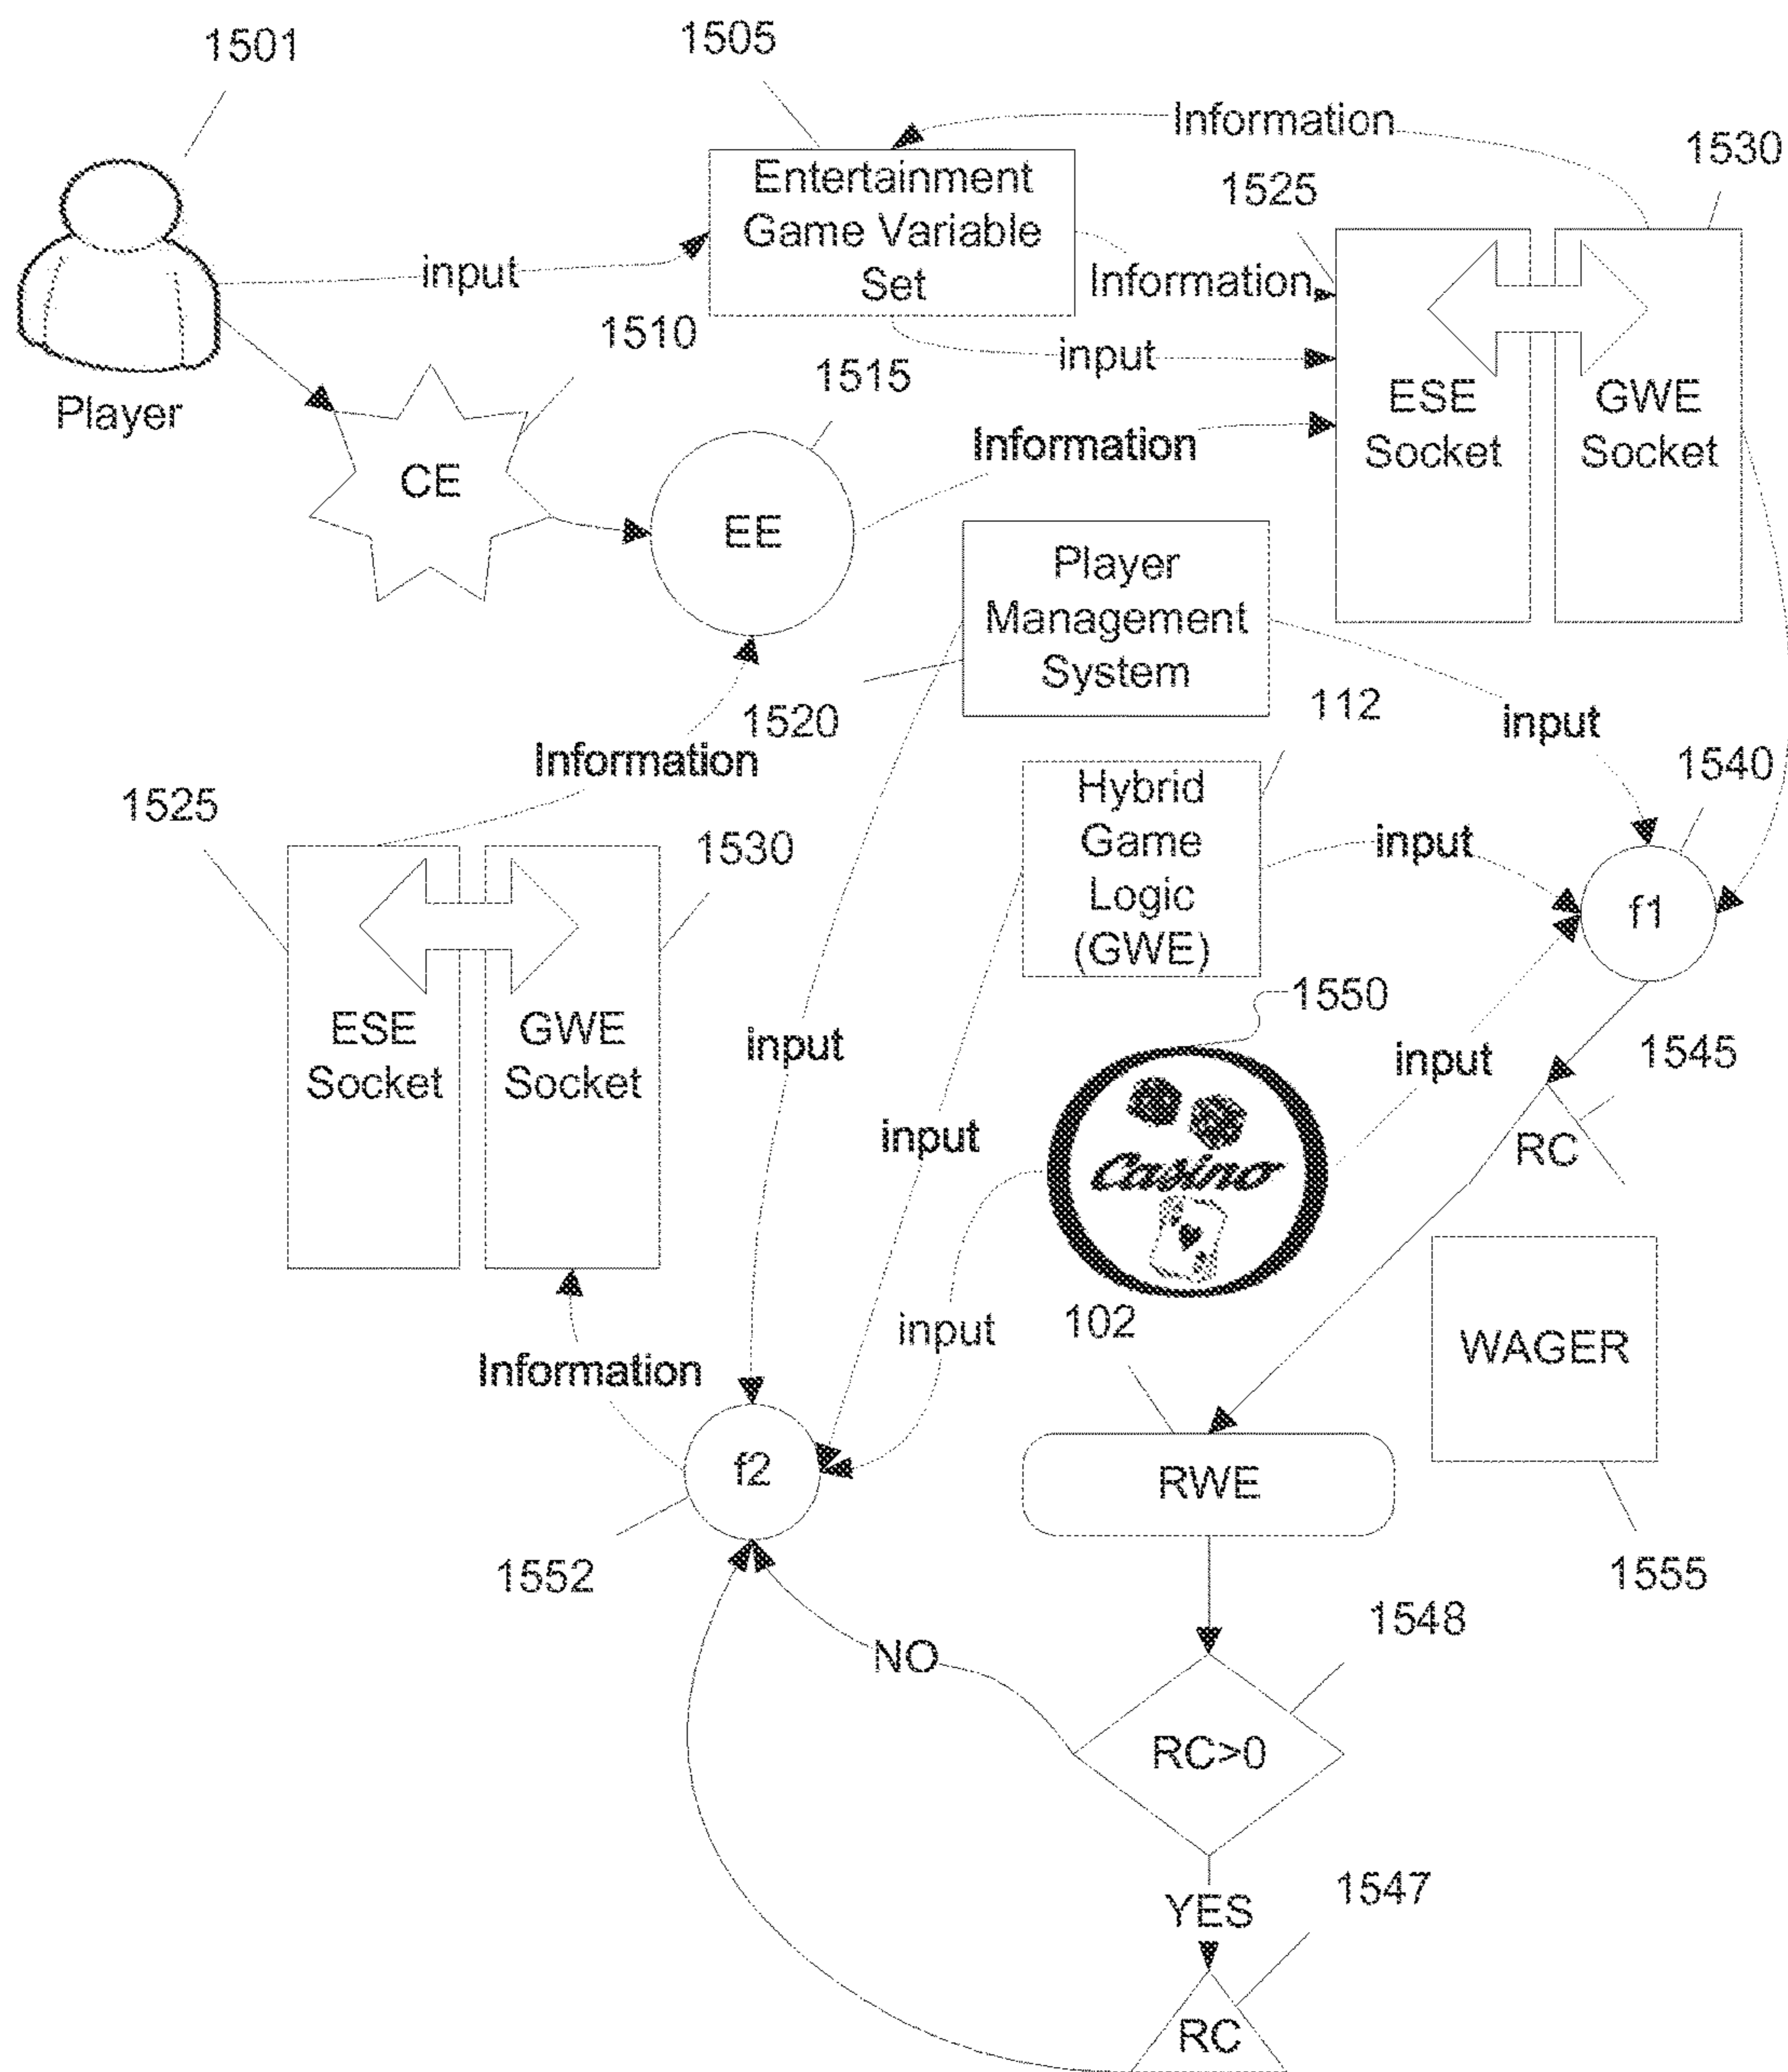 1501
1505
Information
1530
Entertainment
Game Variable
Set
1525
input
Information
1510
input
1515
Player
ESE
Socket
GWE
Socket
Information
CE
EE
Player
Management
System
1520
112
input
Information
1540
Hybrid
Game
Logic
(GWE)
1525
1530
input
f1
1550
ESE
Socket
GWE
Socket
input
input
1545
input
RC
Casino
102
input
WAGER
Information
f2
RWE
1552
1555
1548
NO
RC>0
1547
YES
RC